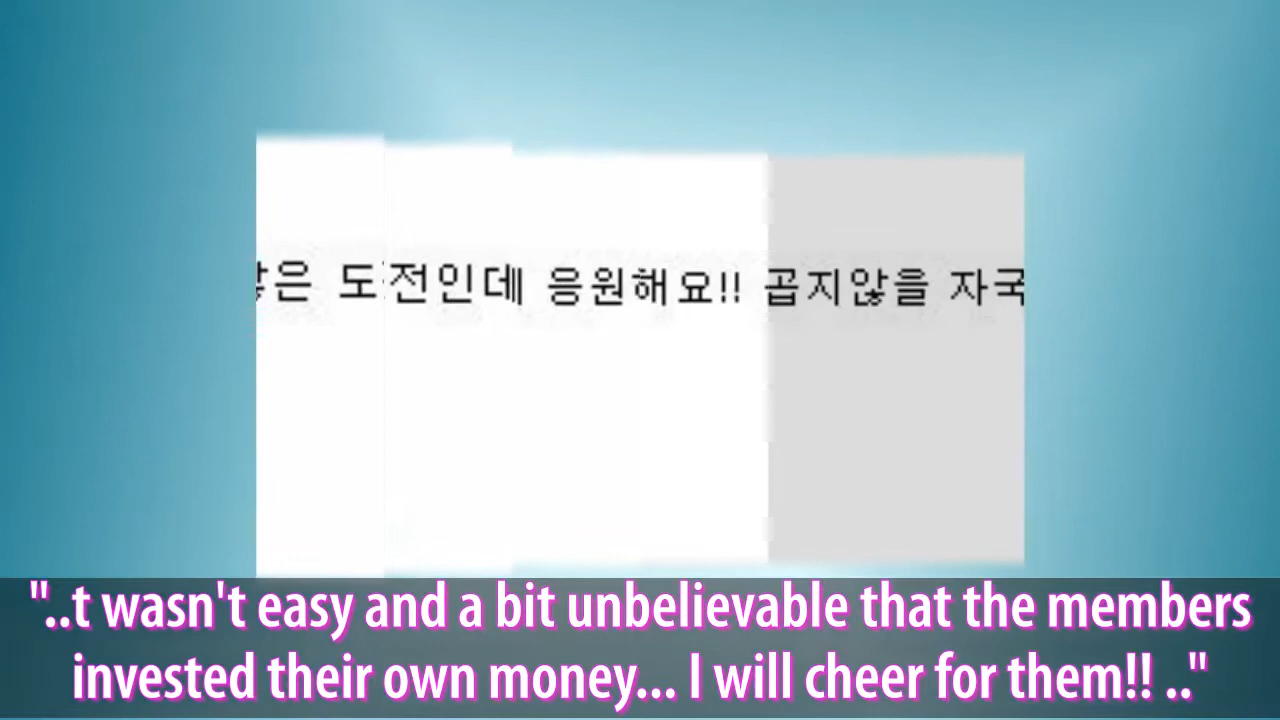 은 도전인데 응원해요!! 곱지않을 자국
"..t wasn't easy and a bit unbelievable that the members
invested their own money... I will cheer for them!! .."